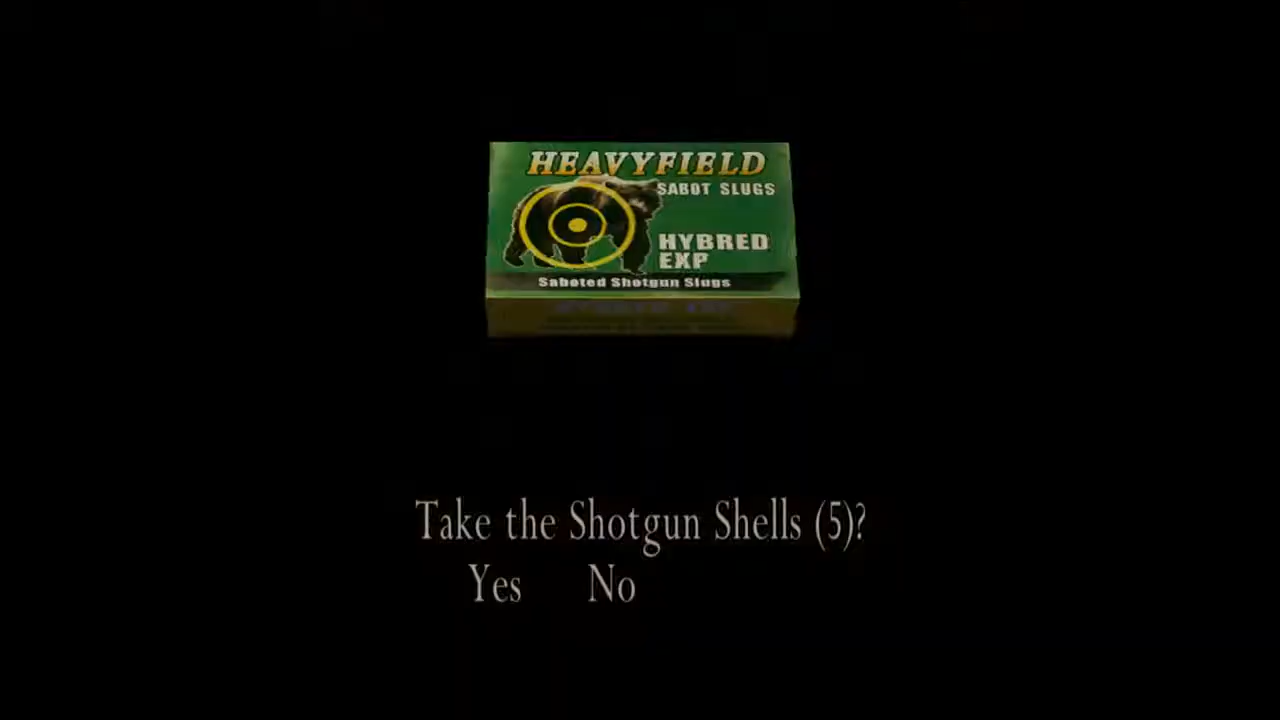 HEAVYFIELD
SABOT SLUGS
HYBRED
EXP
Saboted Shotgun Slugs
Take the Shotgun Shells (5)?
Yes No